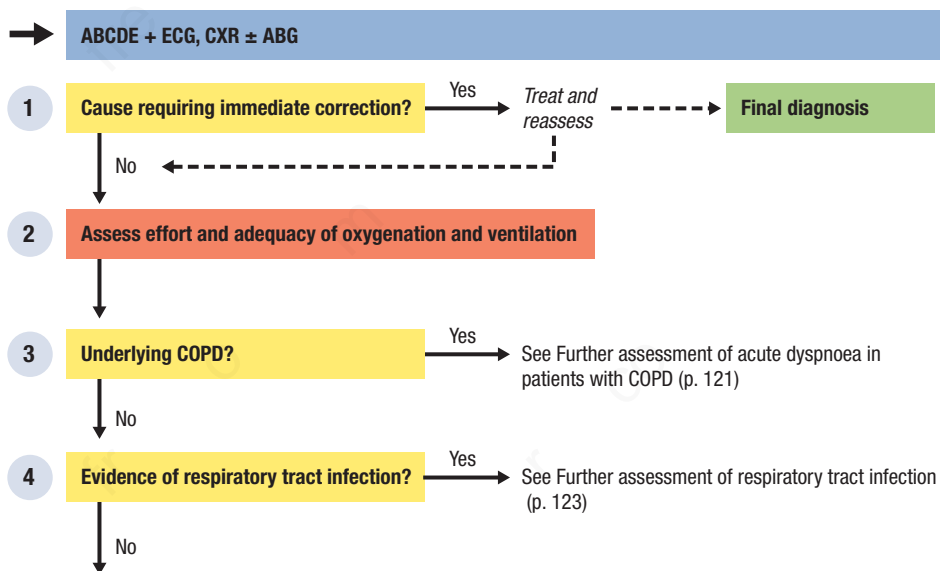 ABCDE + ECG, CXR ± ABG
1
Cause requiring immediate correction?
Yes
Treat and
reassess
Final diagnosis
No
2
Assess effort and adequacy of oxygenation and ventilation
3
Underlying COPD?
Yes
See Further assessment of acute dyspnoea in
patients with COPD (p. 121)
No
4
Evidence of respiratory tract infection?
Yes
See Further assessment of respiratory tract infection
(p. 123)
No